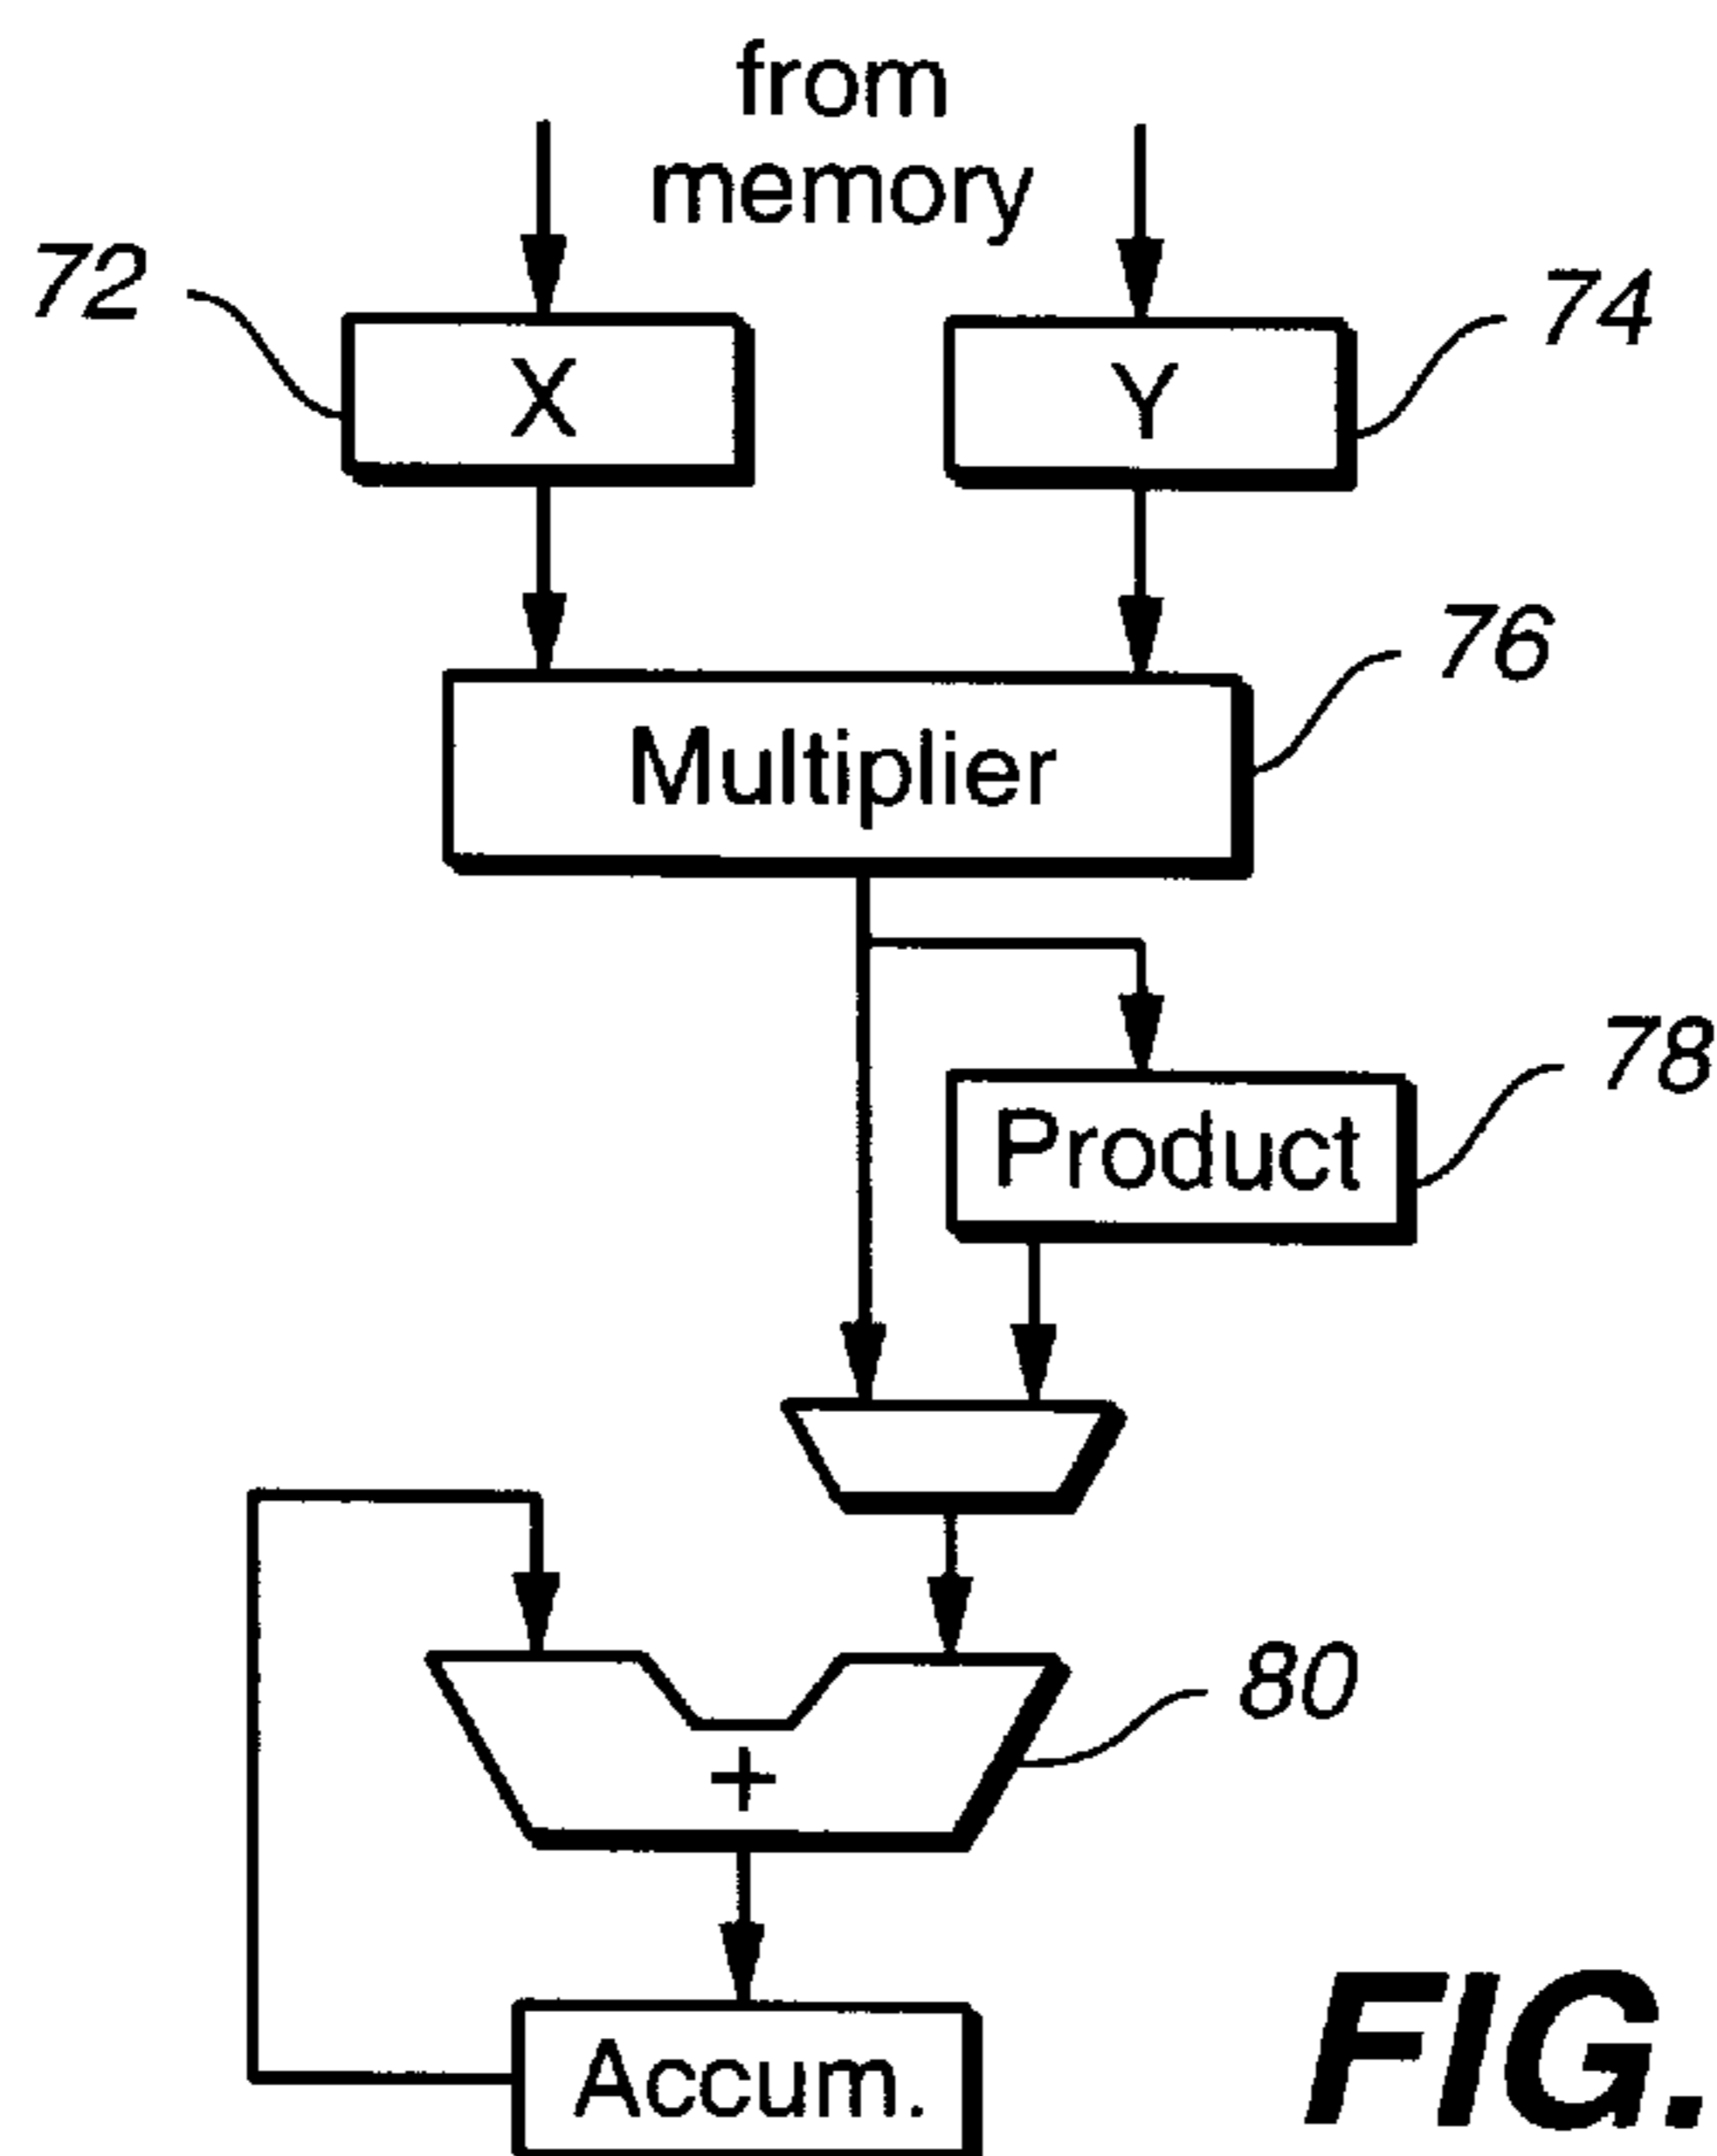 from
memory
72
74
X
Y
76
Multiplier
78
Product
80
+
Accum.
FIG.